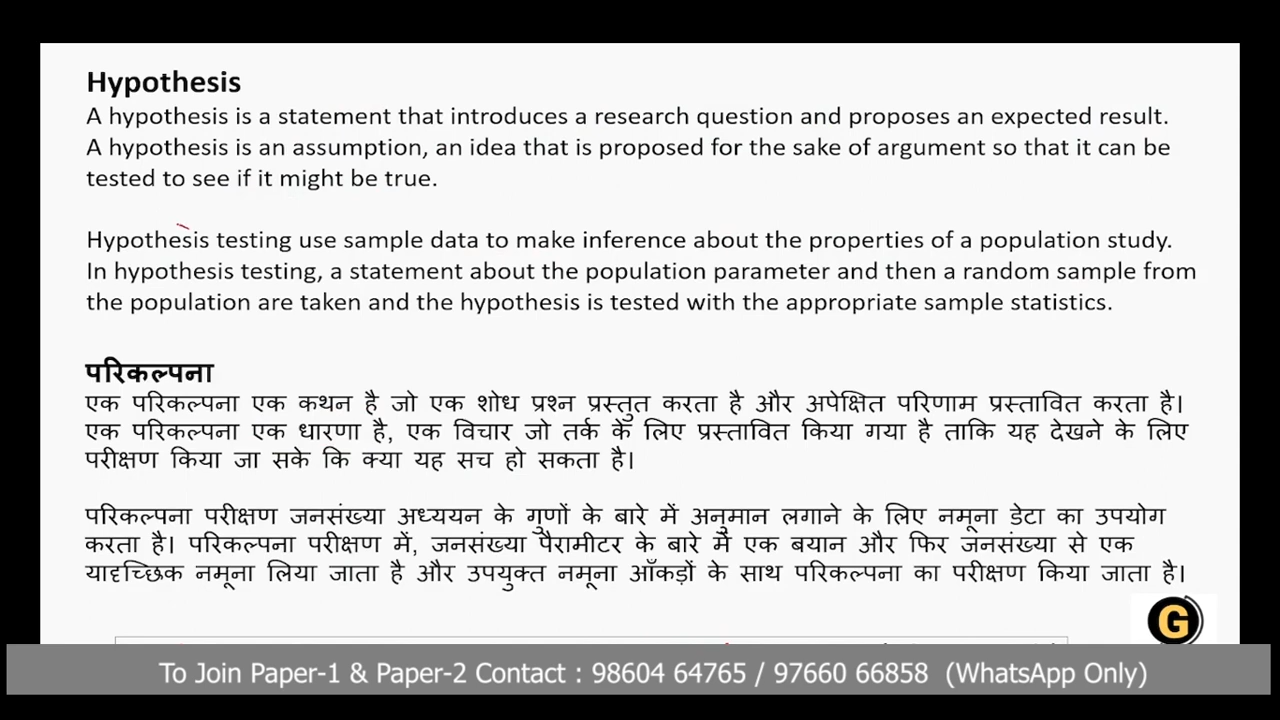 Hypothesis
A hypothesis is a statement that introduces a research question and proposes an expected result.
A hypothesis is an assumption, an idea that is proposed for the sake of argument so that it can be
tested to see if it might be true.
Hypothesis testing use sample data to make inference about the properties of a population study.
In hypothesis testing, a statement about the population parameter and then a random sample from
the population are taken and the hypothesis is tested with the appropriate sample statistics.
परिकल्पना
एक परिकल्पना एक कथन है जो एक शोध प्रश्न प्रस्तुत करता है और अपेक्षित परिणाम प्रस्तावित करता है।
एक परिकल्पना एक धारणा है, एक विचार जो तर्क के लिए प्रस्तावित किया गया है ताकि यह देखने के लिए
परीक्षण किया जा सके कि क्या यह सच हो सकता है।
परिकल्पना परीक्षण जनसंख्या अध्ययन के गुणों के बारे में अनुमान लगाने के लिए नमूना डेटा का उपयोग
करता है। परिकल्पना परीक्षण में, जनसंख्या पैरामीटर के बारे में एक बयान और फिर जनसंख्या से एक
यादृच्छिक नमूना लिया जाता है और उपयुक्त नमूना आँकड़ों के साथ परिकल्पना का परीक्षण किया जाता है।
G
To Join Paper-1 & Paper-2 Contact : 98604 64765 / 97660 66858 (WhatsApp Only)